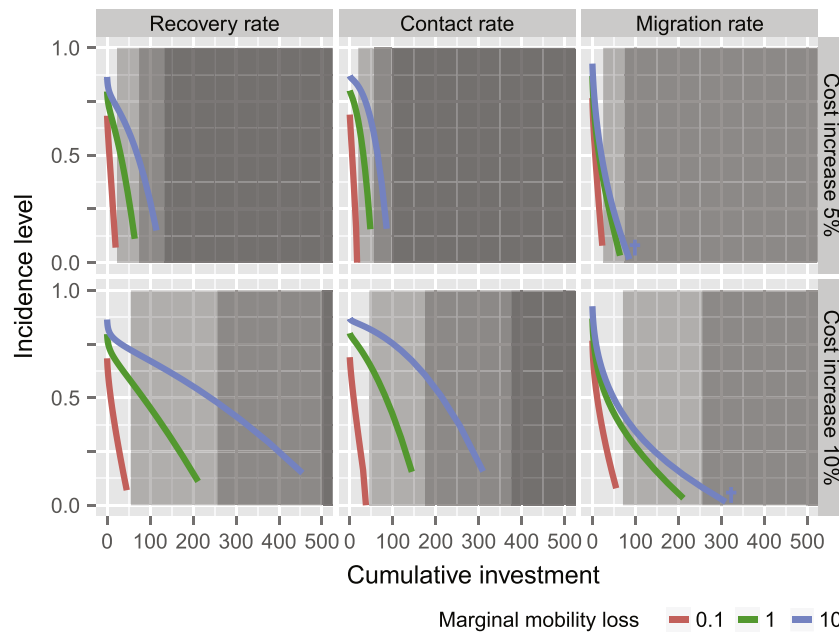 Recovery rate Contact rate Migration rate
1.0
0.5
0.0
Cost increase 5%
1.0
0.5
0.0
Cost increase 10%
Incidence level
†
†
0 100 200 300 400 500 0 100 200 300 400 500 0 100 200 300 400 500
Cumulative investment
Marginal mobility loss 0.1 1 10